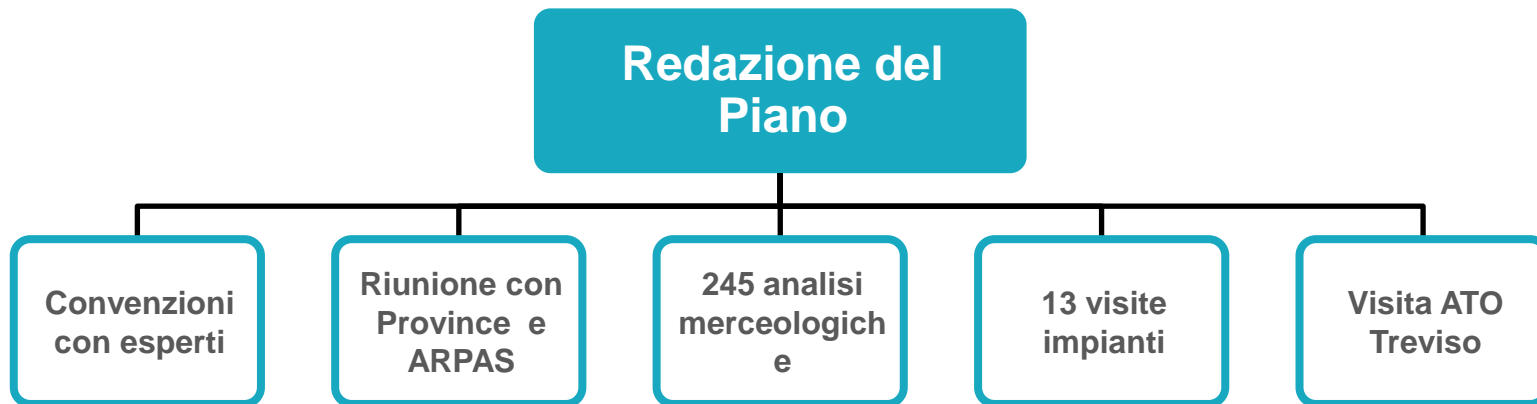 Redazione del
Piano
Convenzioni
con esperti
Riunione con
Province e
ARPAS
245 analisi
merceologich
e
13 visite
impianti
Visita ATO
Treviso